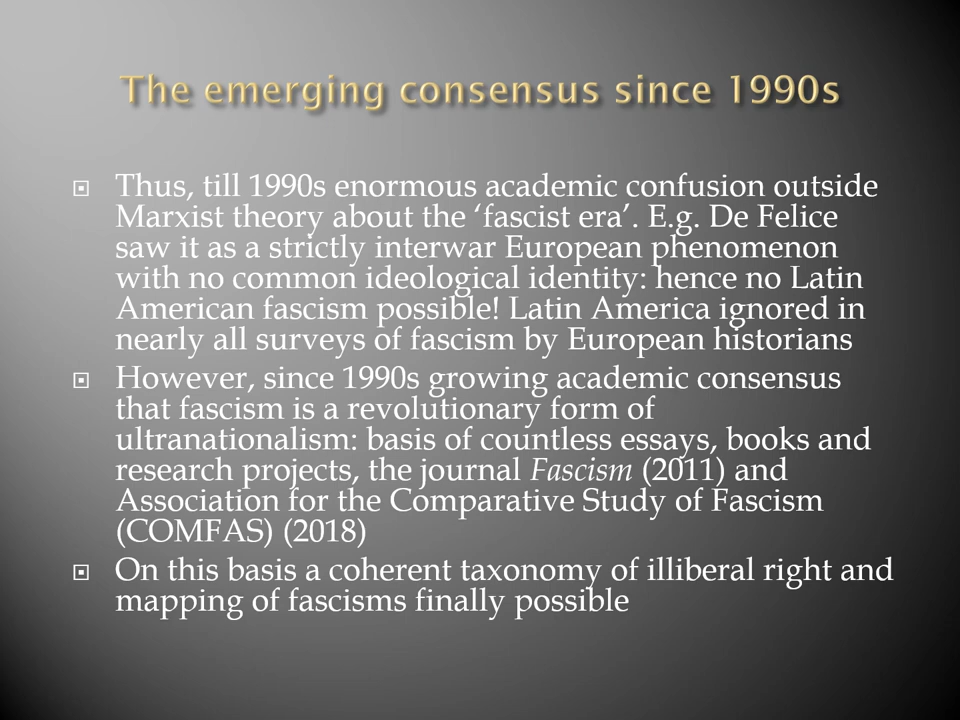 The emerging consensus since 1990s
Thus, till 1990s enormous academic confusion outside
Marxist theory about the ‘fascist era’. E.g. De Felice
saw it as a strictly interwar European phenomenon
with no common ideological identity: hence no Latin
American fascism possible! Latin America ignored in
nearly all surveys of fascism by European historians
However, since 1990s growing academic consensus
that fascism is a revolutionary form of
ultranationalism: basis of countless essays, books and
research projects, the journal Fascism (2011) and
Association for the Comparative Study of Fascism
(COMFAS) (2018)
On this basis a coherent taxonomy of illiberal right and
mapping of fascisms finally possible